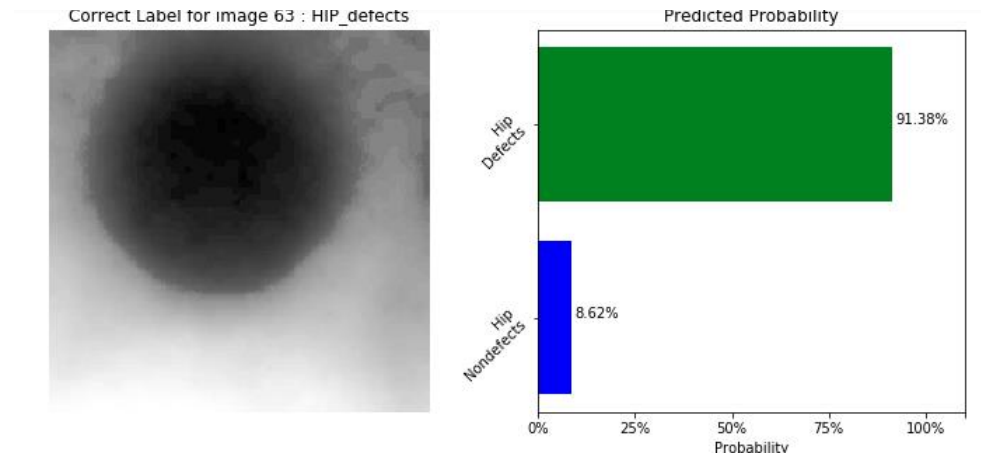 Correct Label for image 63 : HIP_defects
Predicted Probability
Hip
Defects
91.38%
Hip
Nondefects
8.62%
0%
25%
50%
75%
100%
Probability